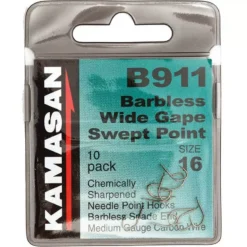 KAMASAN
B911
Barbless
Wide Gape
Swept Point
10
pack
SIZE
16
Chemically
Sharpened
Needle Point Hooks
Barbless Spade End
Medium Gauge Carbon Wire